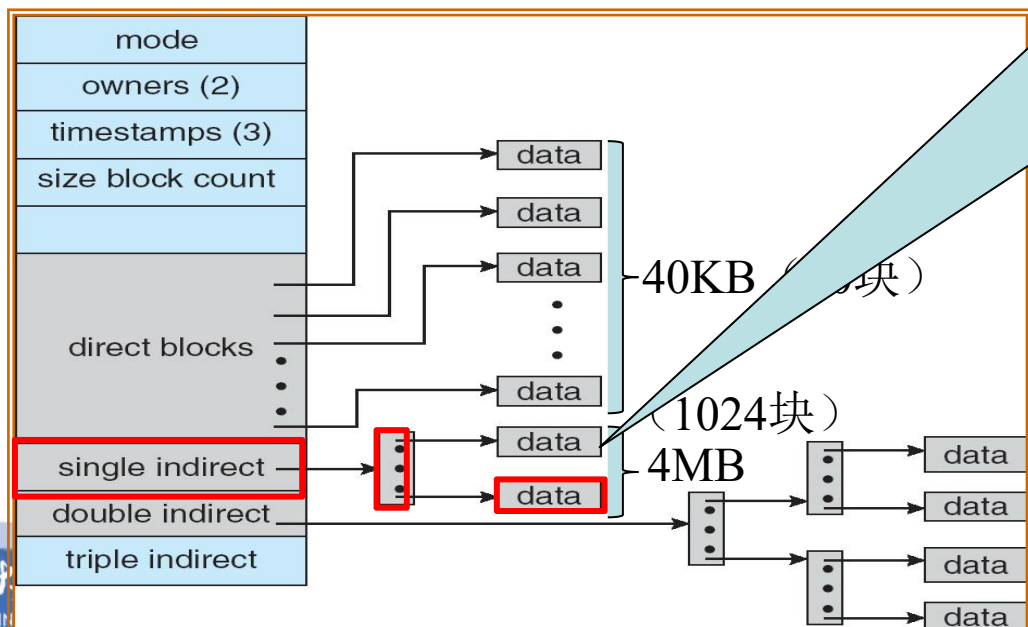 mode
owners (2)
timestamps (3)
size block count
direct blocks
single indirect
double indirect
triple indirect
data
data
data
data
40KB
块）
（1024块）
4MB
data
data
data
data
data
data